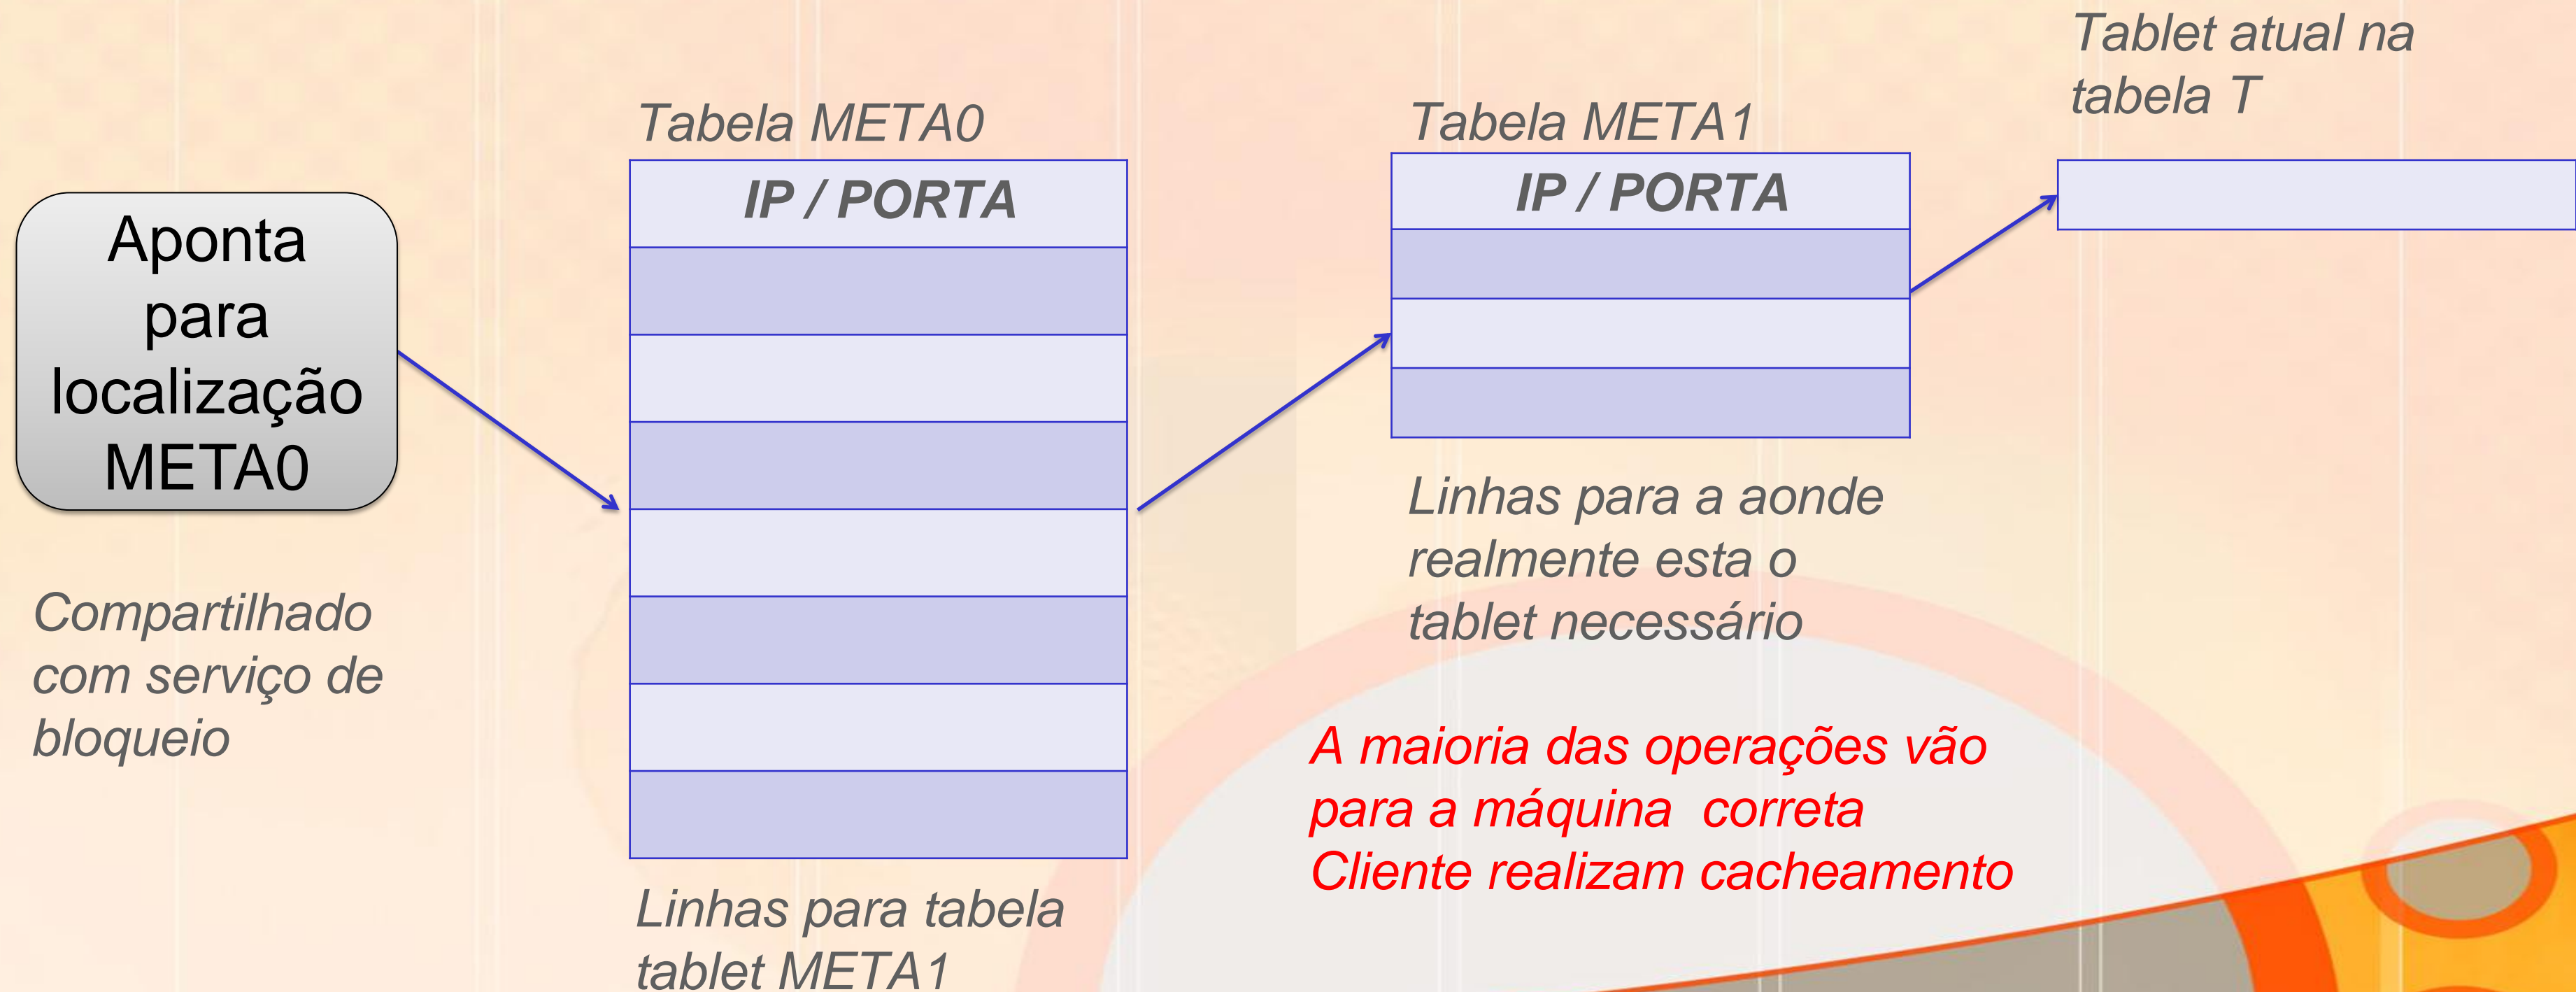 Aponta
para
localização
META0
Compartilhado
com serviço de
bloqueio
Tabela META0
IP / PORTA
Linhas para tabela
tablet META1
Tabela META1
IP / PORTA
Linhas para a aonde
realmente esta o
tablet necessário
Tablet atual na
tabela T
A maioria das operações vão
para a máquina  correta
Cliente realizam cacheamento